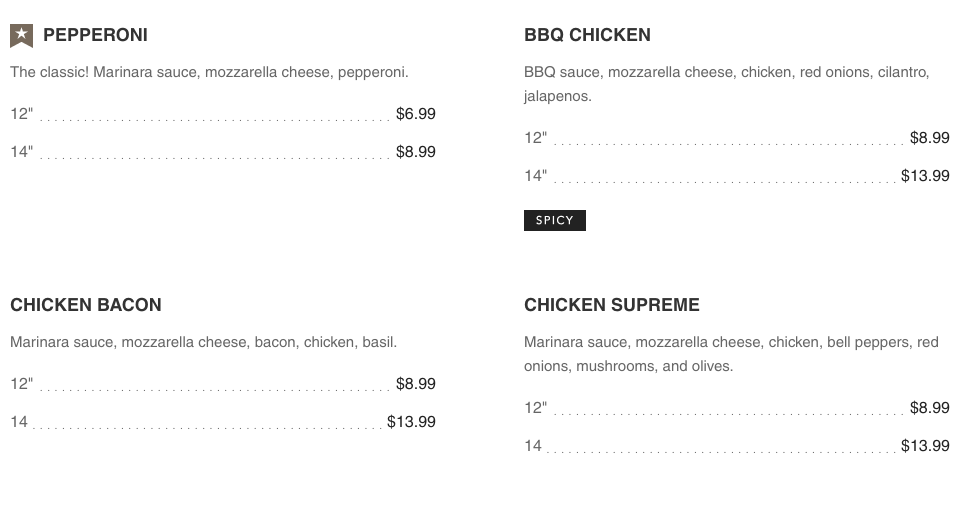 PEPPERONI
The classic! Marinara sauce, mozzarella cheese, pepperoni.
12" $6.99
14" $8.99
BBQ CHICKEN
BBQ sauce, mozzarella cheese, chicken, red onions, cilantro,
jalapenos.
12" $8.99
14" $13.99
SPICY
CHICKEN BACON
Marinara sauce, mozzarella cheese, bacon, chicken, basil.
12" $8.99
14 $13.99
CHICKEN SUPREME
Marinara sauce, mozzarella cheese, chicken, bell peppers, red
onions, mushrooms, and olives.
12" $8.99
14 $13.99